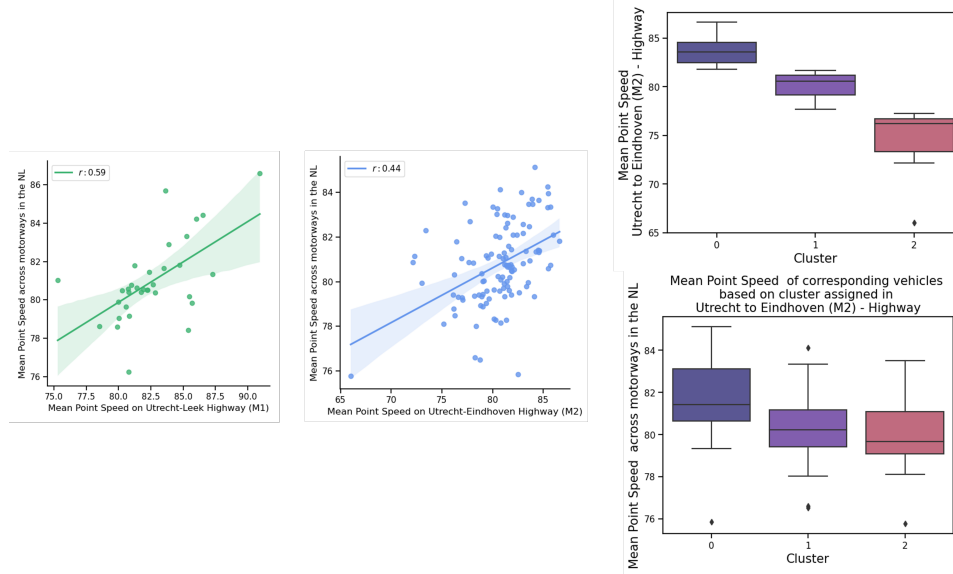 r : 0.59
Mean Point Speed across motorways in the NL
86
84
82
80
78
76
75.0 77.5 80.0 82.5 85.0 87.5 90.0
Mean Point Speed on Utrecht-Leek Highway (M1)
r : 0.44
Mean Point Speed across motorways in the NL
84
82
80
78
76
65 70 75 80 85
Mean Point Speed on Utrecht-Eindhoven Highway (M2)
Mean Point Speed
Utrecht to Eindhoven (M2) - Highway
85
80
75
70
65
0 1 2
Cluster
Mean Point Speed of corresponding vehicles
based on cluster assigned in
Utrecht to Eindhoven (M2) - Highway
Mean Point Speed across motorways in the NL
84
82
80
78
76
0 1 2
Cluster